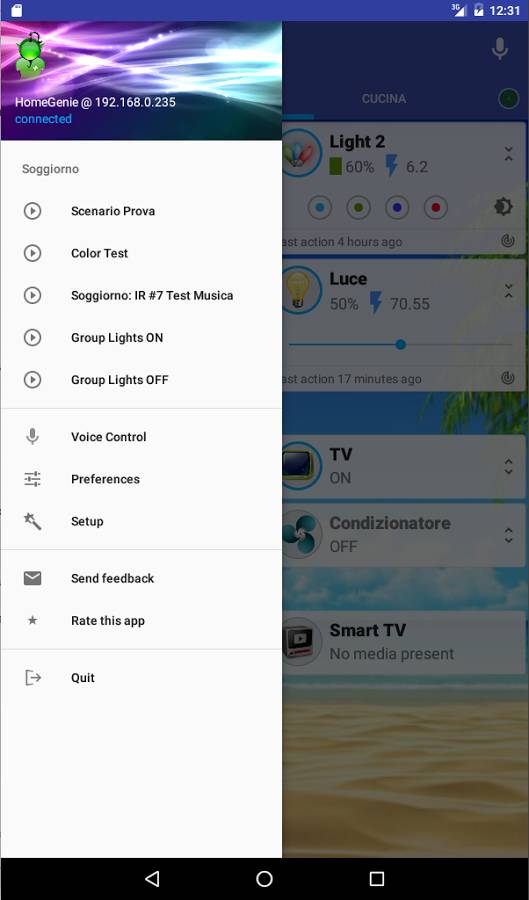 3G 12:31
HomeGenie @ 192.168.0.235
connected
Soggiorno
Scenario Prova
Color Test
Soggiorno: IR #7 Test Musica
Group Lights ON
Group Lights OFF
Voice Control
Preferences
Setup
Send feedback
Rate this app
Quit
CUCINA
Light 2
60% 6.2
ast action 4 hours ago
Luce
50% 70.55
ast action 17 minutes ago
TV
ON
Condizionatore
OFF
Smart TV
No media present